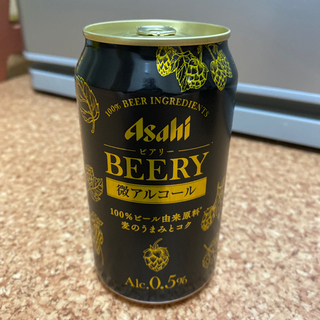 100% BEER INGREDIENTS
Asahi
ビアリー
BEERY
微アルコール
100%ビール由来原料*
麦のうまみとコク
Alc.0.5%